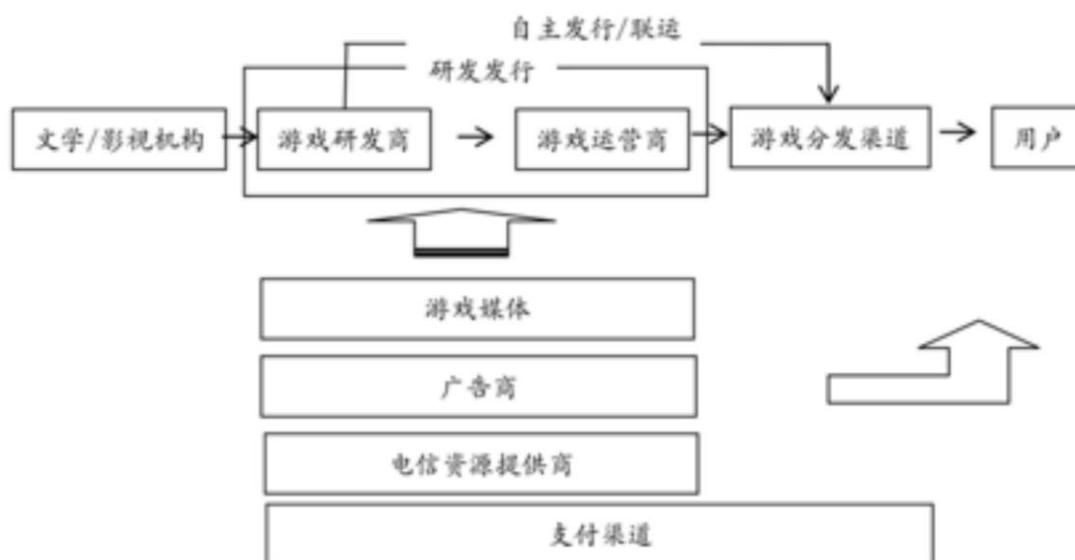 自主发行/联运
研发发行
文学/影视机构
游戏研发商
游戏运营商
游戏分发渠道
用户
游戏媒体
广告商
电信资源提供商
支付渠道